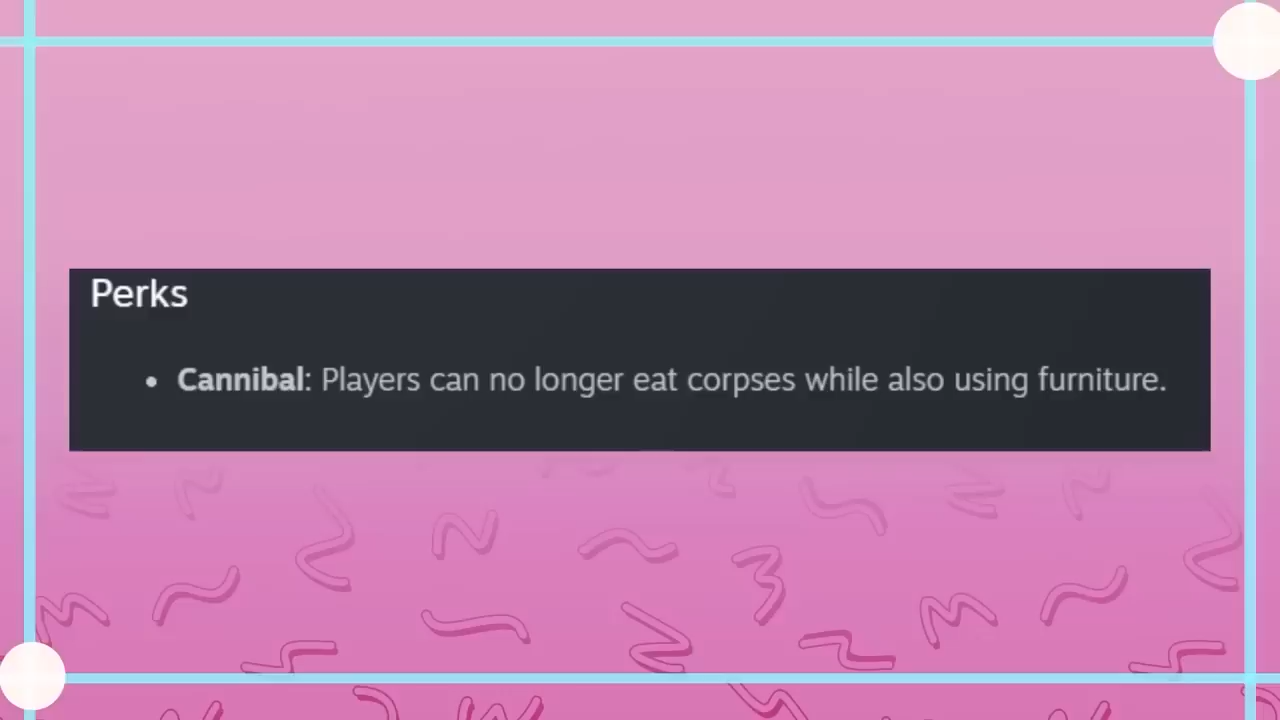 Perks
• Cannibal: Players can no longer eat corpses while also using furniture.